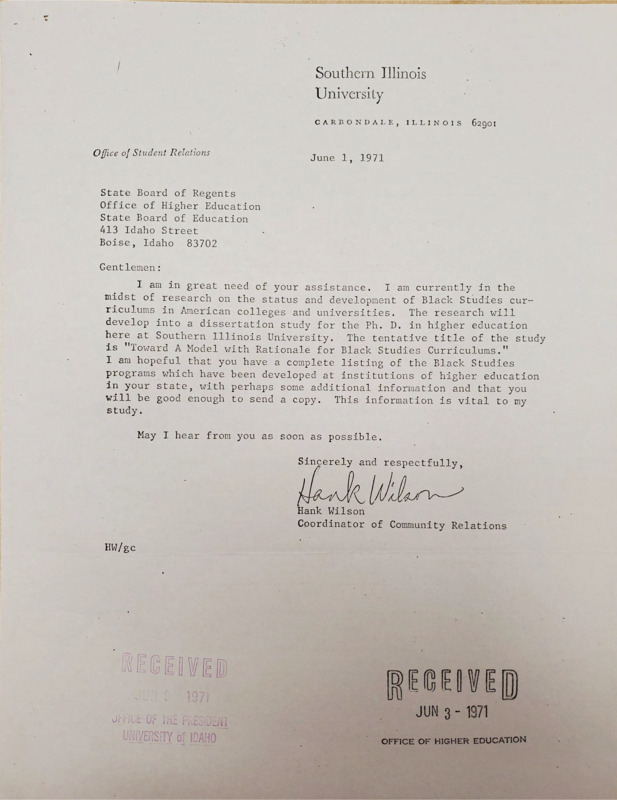 Southern Illinois
University
CARBONDALE, ILLINOIS 62901
Office of Student Relations
June 1, 1971
State Board of Regents
Office of Higher Education
State Board of Education
413 Idaho Street
Boise, Idaho 83702
Gentlemen:
I am in great need of your assistance. I am currently in the
midst of research on the status and development of Black Studies cur-
riculums in American colleges and universities. The research will
develop into a dissertation study for the Ph. D. in higher education
here at Southern Illinois University. The tentative title of the study
is "Toward A Model with Rationale for Black Studies Curriculums."
I am hopeful that you have a complete listing of the Black Studies
programs which have been developed at institutions of higher education
in your state, with perhaps some additional information and that you
will be good enough to send a copy. This information is vital to my
study.
May I hear from you as soon as possible.
Sincerely and respectfully,
Hank Wilson
Hank Wilson
Coordinator of Community Relations
HW/gc
RECEIVED
JUN 1971
OFFICE OF THE PRESIDENT
UNIVERSITY of IDAHO
RECEIVED
JUN 3 - 1971
OFFICE OF HIGHER EDUCATION